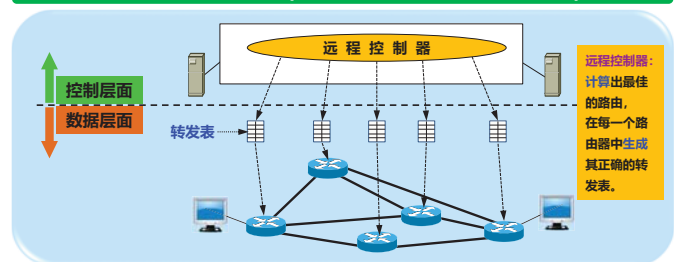 远程控制器
控制层面
数据层面
转发表
远程控制器：
计算出最佳
的路由，
在每一个路
由器中生成
其正确的转
发表。